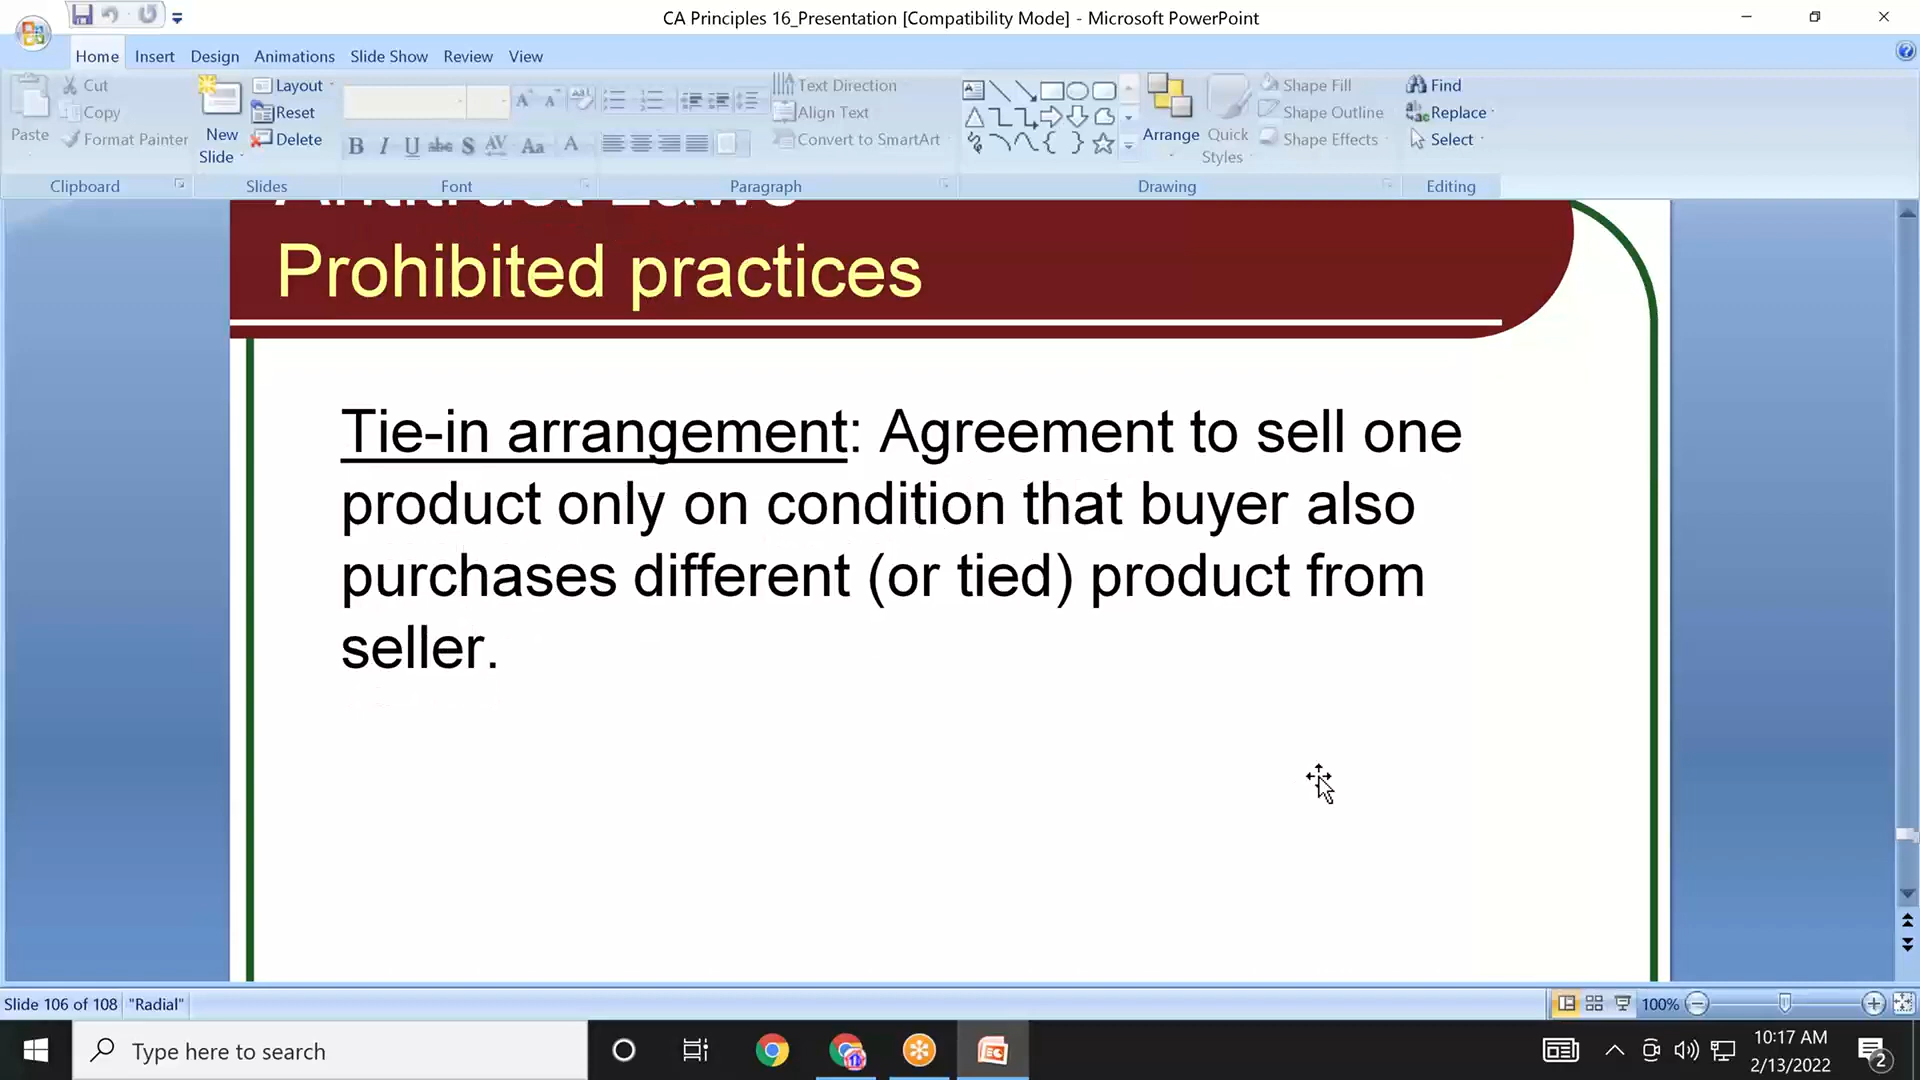 CA Principles 16_Presentation [Compatibility Mode] - Microsoft PowerPoint
Home Insert Design Animations Slide Show Review View
Cut
Copy
Format Painter
Paste
Clipboard
New
Slide
Layout
Reset
Delete
Slides
Font
Text Direction
Align Text
Convert to SmartArt
Paragraph
Arrange
Quick
Styles
Shape Fill
Shape Outline
Shape Effects
Drawing
Find
Replace
Select
Editing
Antitrust Laws
Prohibited practices
Tie-in arrangement: Agreement to sell one
product only on condition that buyer also
purchases different (or tied) product from
seller.
Slide 106 of 108 "Radial"
100%
Type here to search
10:17 AM
2/13/2022
2